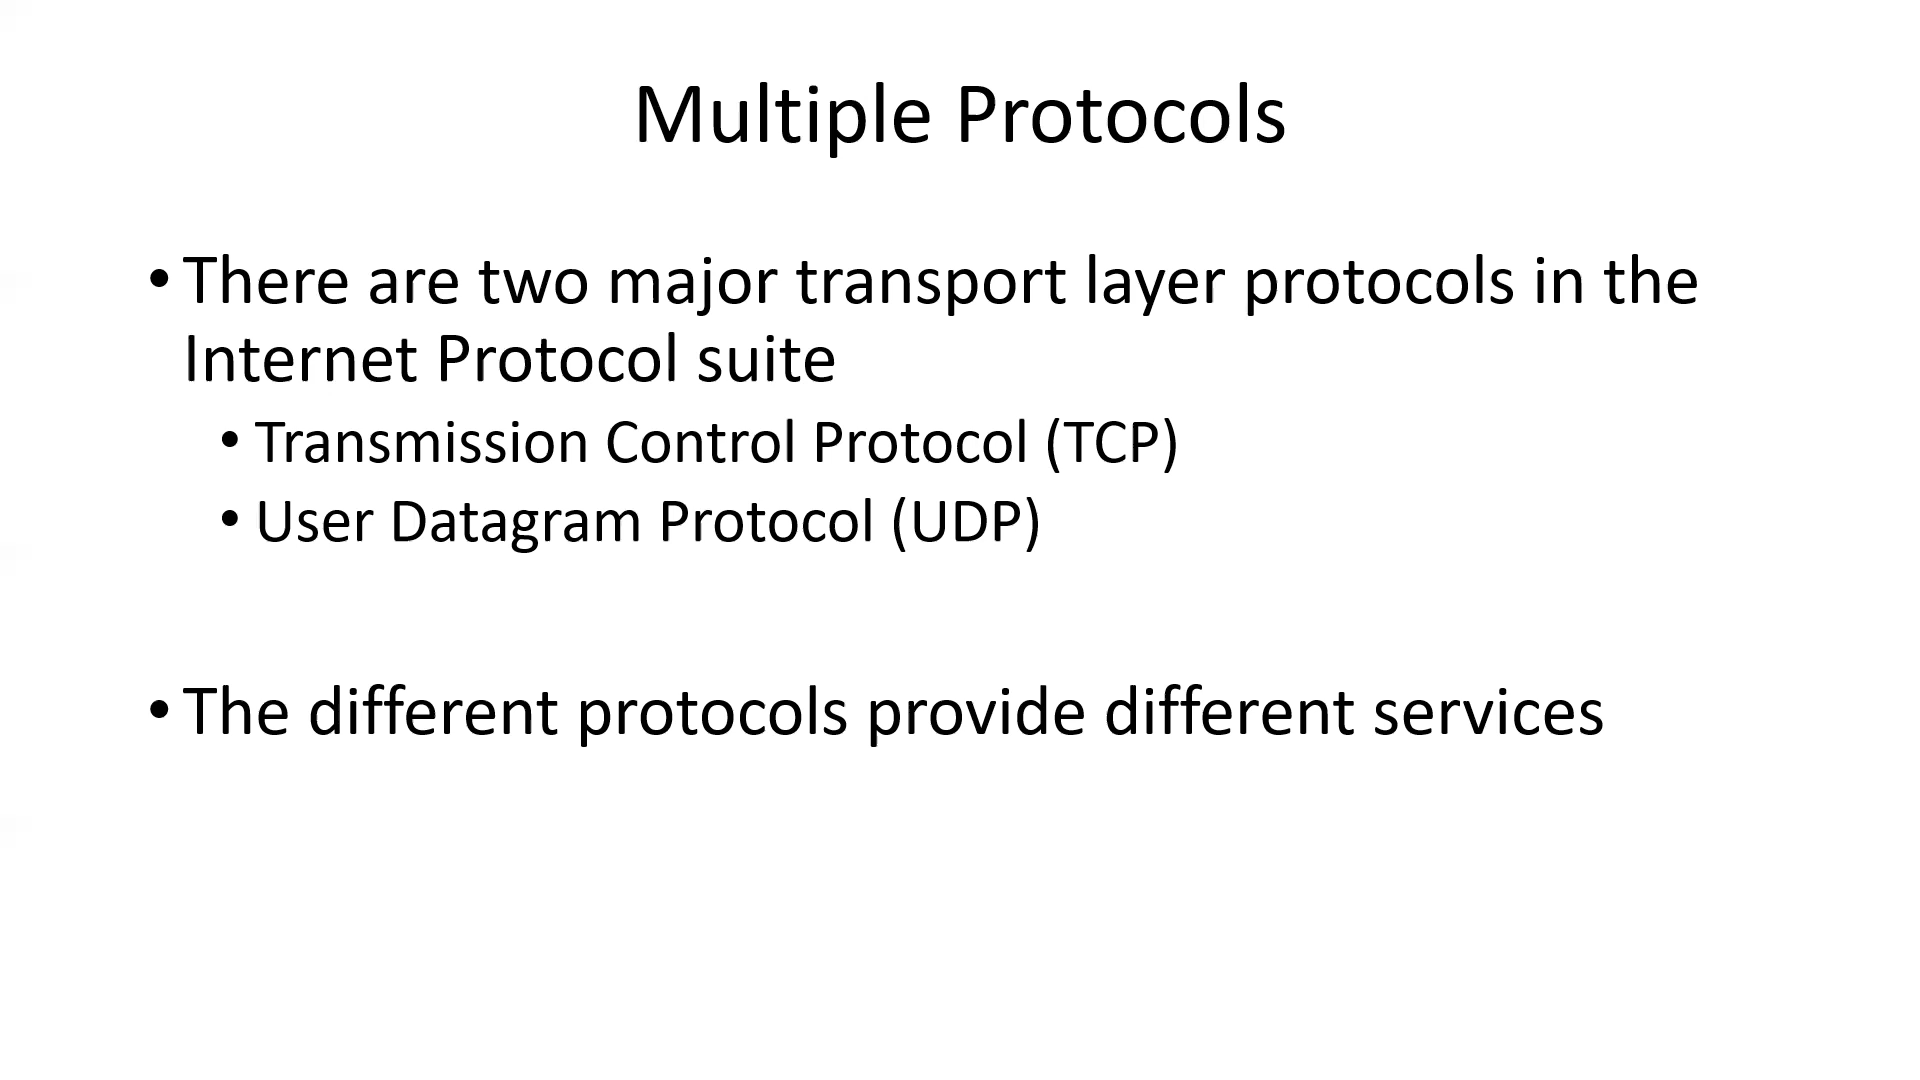 Multiple Protocols
• There are two major transport layer protocols in the
Internet Protocol suite
• Transmission Control Protocol (TCP)
• User Datagram Protocol (UDP)
• The different protocols provide different services